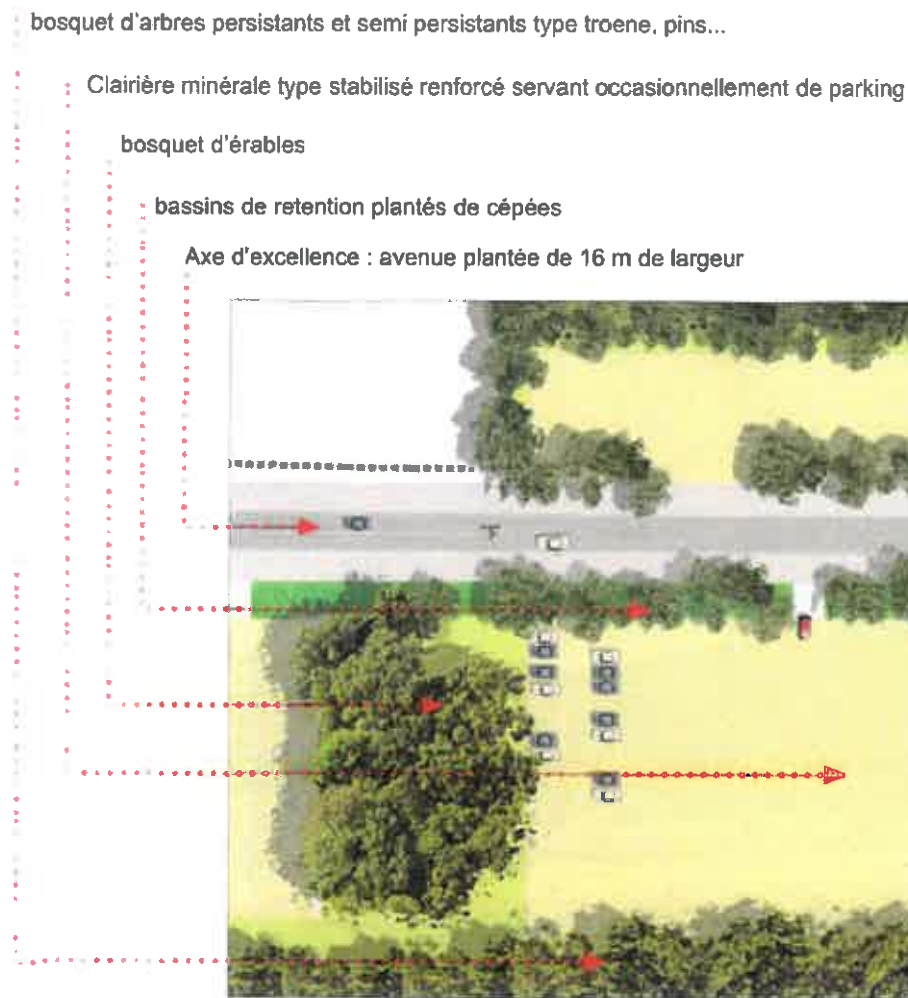 bosquet d'arbres persistants et semi persistants type troene, pins...
Clairière minérale type stabilisé renforcé servant occasionnellement de parking
bosquet d'érables
bassins de retention plantés de cépées
Axe d'excellence : avenue plantée de 16 m de largeur